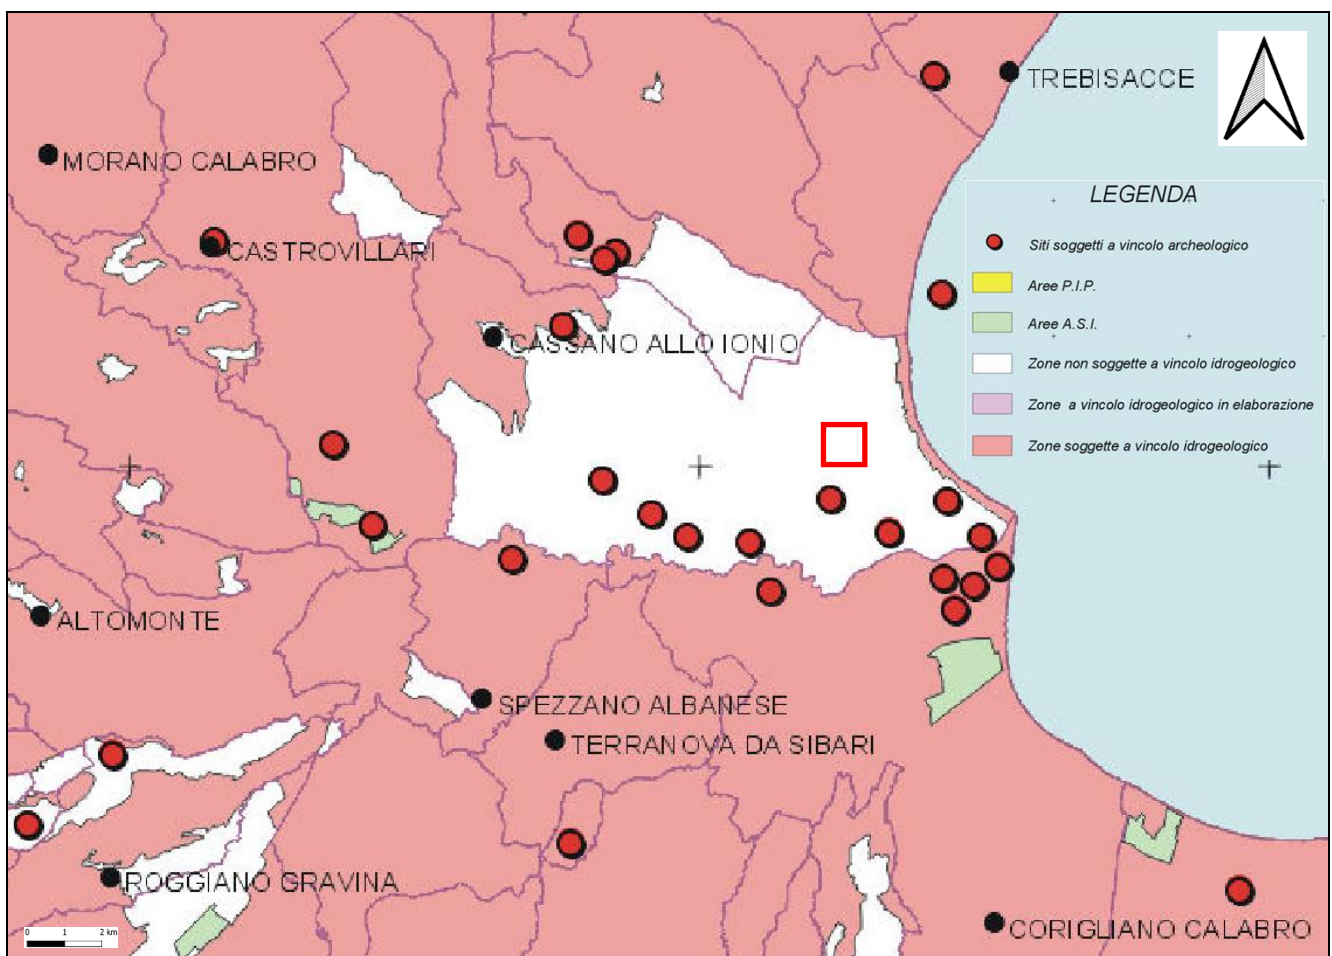 TREBISACCE
MORANO CALABRO
LEGENDA
CASTROVILLARI
Siti soggetti a vincolo archeologico
Aree P.I.P.
Aree A.S.I.
CASSANO ALLO IONIO
Zone non soggette a vincolo idrogeologico
Zone a vincolo idrogeologico in elaborazione
Zone soggette a vincolo idrogeologico
ALTOMONTE
SPEZZANO ALBANESE
TERRANOVA DA SIBARI
ROGGIANO GRAVINA
CORIGLIANO CALABRO
0 1 2 km